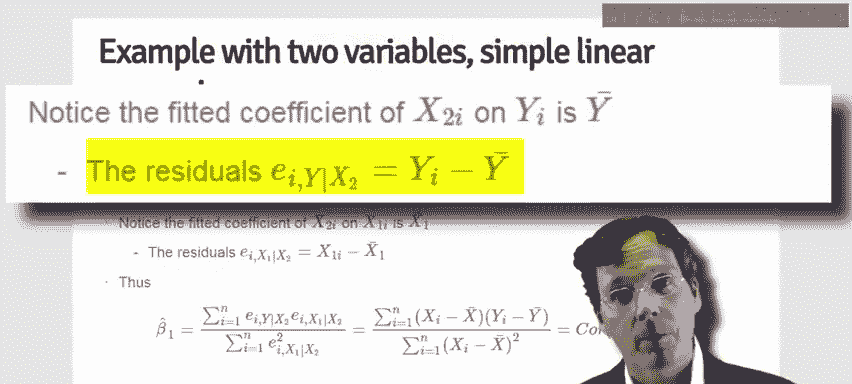 Example with two variables, simple linear
Notice the fitted coefficient of $X_{2i}$ on $Y_i$ is $\bar{Y}$
- The residuals $e_{i,Y|X_2} = Y_i - \bar{Y}$
Notice the fitted coefficient of $X_{2i}$ on $X_{1i}$ is $\bar{X}_1$
- The residuals $e_{i,X_1|X_2} = X_{1i} - \bar{X}_1$
· Thus
$\hat{\beta}_1 = \frac{\sum_{i=1}^n e_{i,Y|X_2} e_{i,X_1|X_2}}{\sum_{i=1}^n e^2_{i,X_1|X_2}} = \frac{\sum_{i=1}^n (X_i - \bar{X})(Y_i - \bar{Y})}{\sum_{i=1}^n (X_i - \bar{X})^2} = Co$